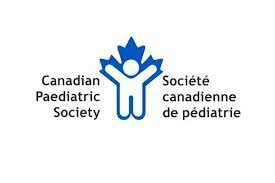 Canadian
Paediatric
Society
Société
canadienne
de pédiatrie